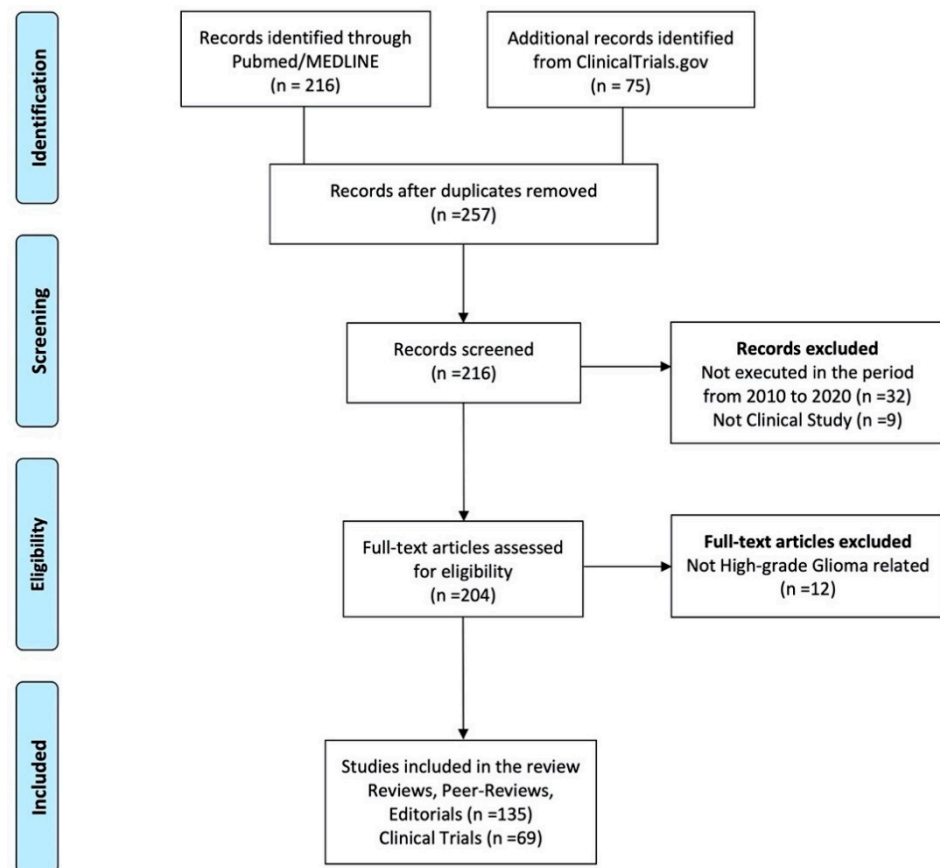 Identification
Records identified through
Pubmed/MEDLINE
(n = 216)
Additional records identified
from ClinicalTrials.gov
(n = 75)
Records after duplicates removed
(n =257)
Screening
Records screened
(n =216)
Records excluded
Not executed in the period
from 2010 to 2020 (n =32)
Not Clinical Study (n =9)
Eligibility
Full-text articles assessed
for eligibility
(n =204)
Full-text articles excluded
Not High-grade Glioma related
(n =12)
Included
Studies included in the review
Reviews, Peer-Reviews,
Editorials (n =135)
Clinical Trials (n =69)